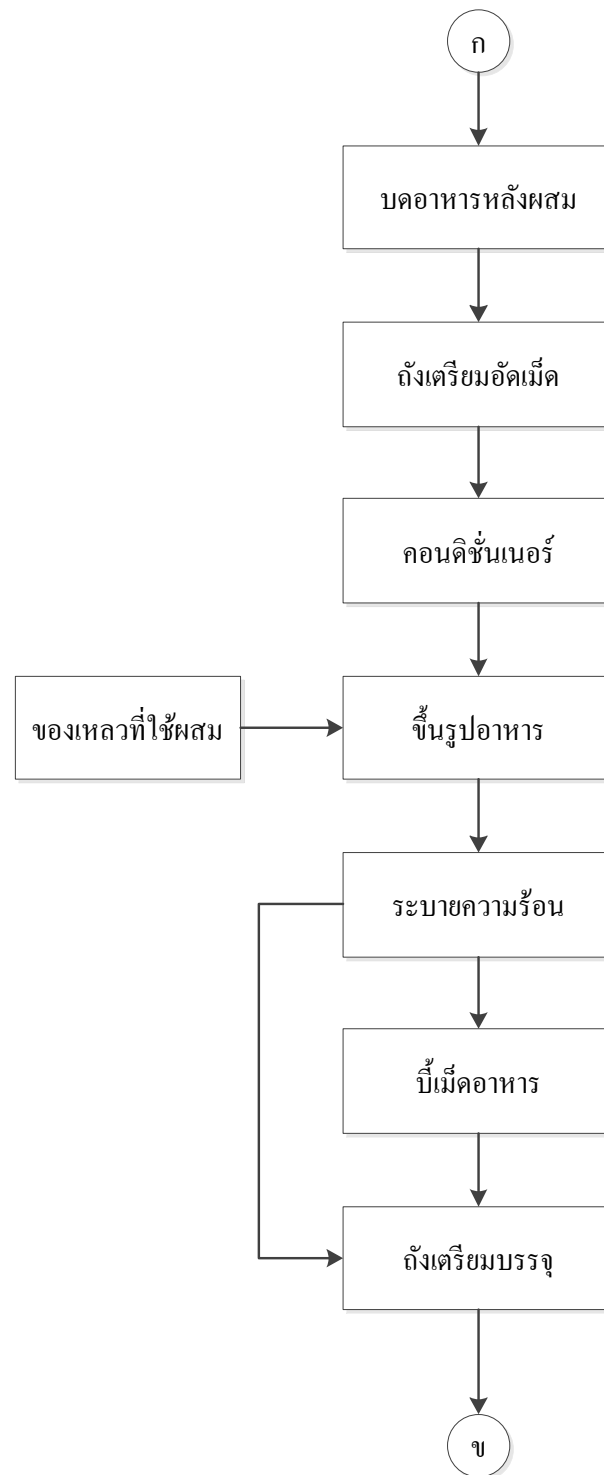 ก
บดอาหารหลังผสม
ถังเตรียมอัดเม็ด
คอนดิชั่นเนอร์
ของเหลวที่ใช้ผสม
ขึ้นรูปอาหาร
ระบายความร้อน
บี้เม็ดอาหาร
ถังเตรียมบรรจุ
ข